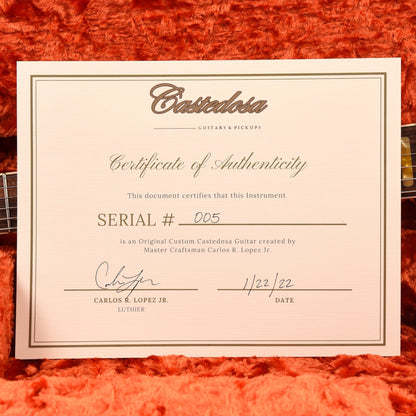 Castedosa
GUITARS & PICKUPS
Certificate of Authenticity
This document certifies that this Instrument
SERIAL # 005
is an Original Custom Castedosa Guitar created by
Master Craftsman Carlos R. Lopez Jr.
1/22/22
CARLOS R. LOPEZ JR. DATE
LUTHIER